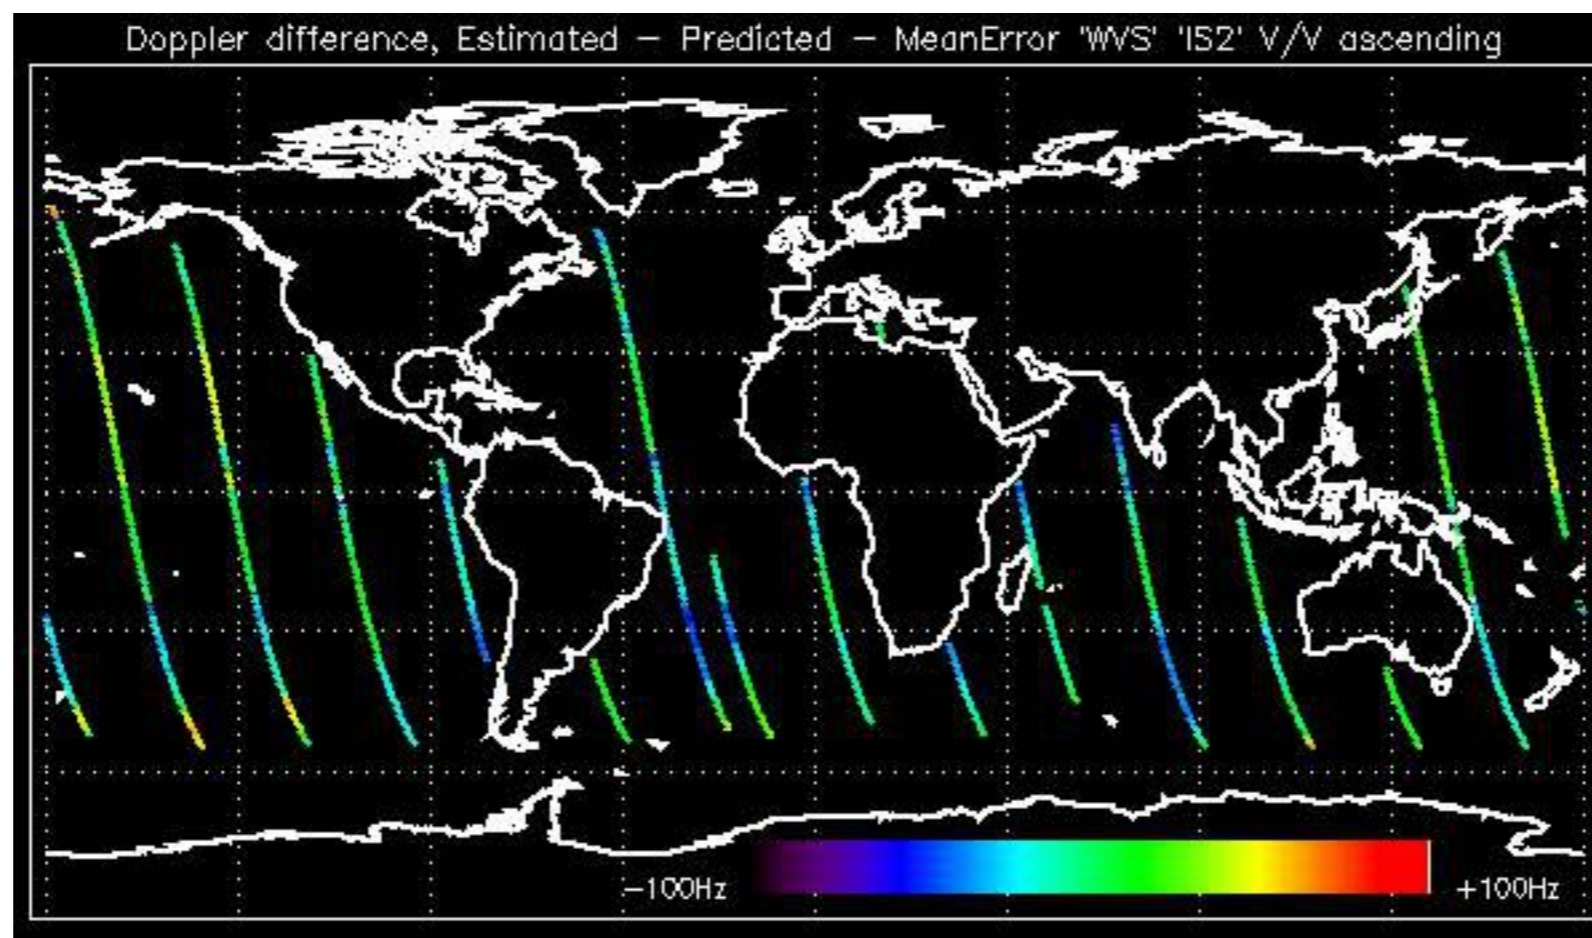 Doppler difference, Estimated — Predicted — MeanError 'WVS' 'IS2' V/V ascending
−100Hz +100Hz